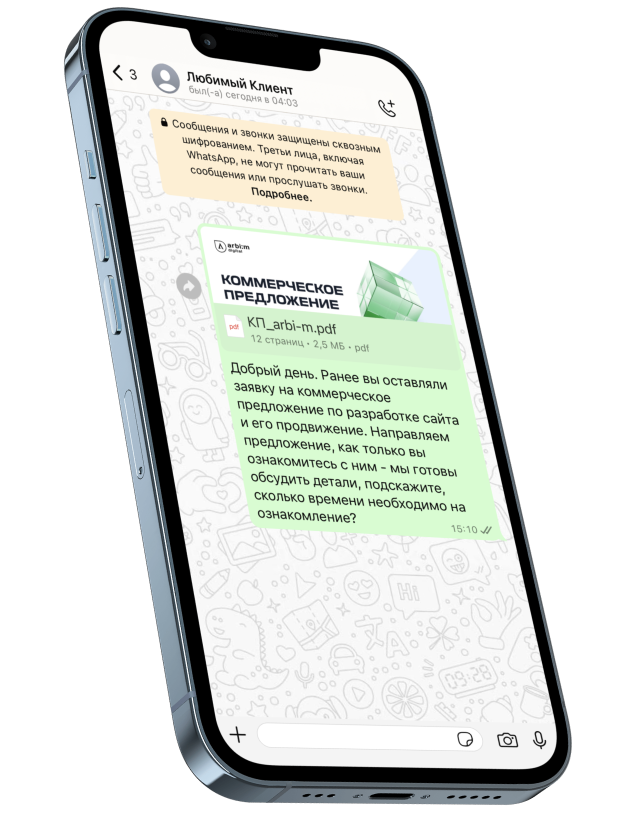 3
Любимый Клиент
был(-а) сегодня в 04:03
Сообщения и звонки защищены сквозным
шифрованием. Третьи лица, включая
WhatsApp, не могут прочитать ваши
сообщения или прослушать звонки.
Подробнее.
arbi:m
digital
КОММЕРЧЕСКОЕ
ПРЕДЛОЖЕНИЕ
pdf
КП_arbi-m.pdf
12 страниц • 2,5 МБ • pdf
Добрый день. Ранее вы оставляли
заявку на коммерческое
предложение по разработке сайта
и его продвижение. Направляем
предложение, как только вы
ознакомитесь с ним - мы готовы
обсудить детали, подскажите,
сколько времени необходимо на
ознакомление?
15:10
Hi
文A
09:28